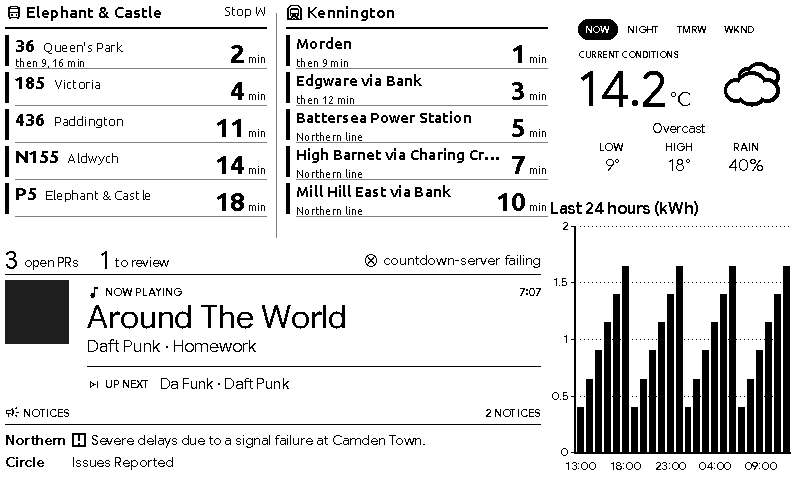 Elephant & Castle Stop W
36 Queen's Park 2 min
then 9, 16 min
185 Victoria 4 min
436 Paddington 11 min
N155 Aldwych 14 min
P5 Elephant & Castle 18 min
Kennington
Morden 1 min
then 9 min
Edgware via Bank 3 min
then 12 min
Battersea Power Station 5 min
Northern line
High Barnet via Charing Cr... 7 min
Northern line
Mill Hill East via Bank 10 min
Northern line
NOW NIGHT TMRW WKND
CURRENT CONDITIONS
14.2 °C
Overcast
LOW HIGH RAIN
9° 18° 40%
3 open PRs 1 to review countdown-server failing
NOW PLAYING 7:07
Around The World
Daft Punk · Homework
UP NEXT Da Funk · Daft Punk
NOTICES 2 NOTICES
Northern Severe delays due to a signal failure at Camden Town.
Circle Issues Reported
Last 24 hours (kWh)
2
1.5
1
0.5
0
13:00 18:00 23:00 04:00 09:00